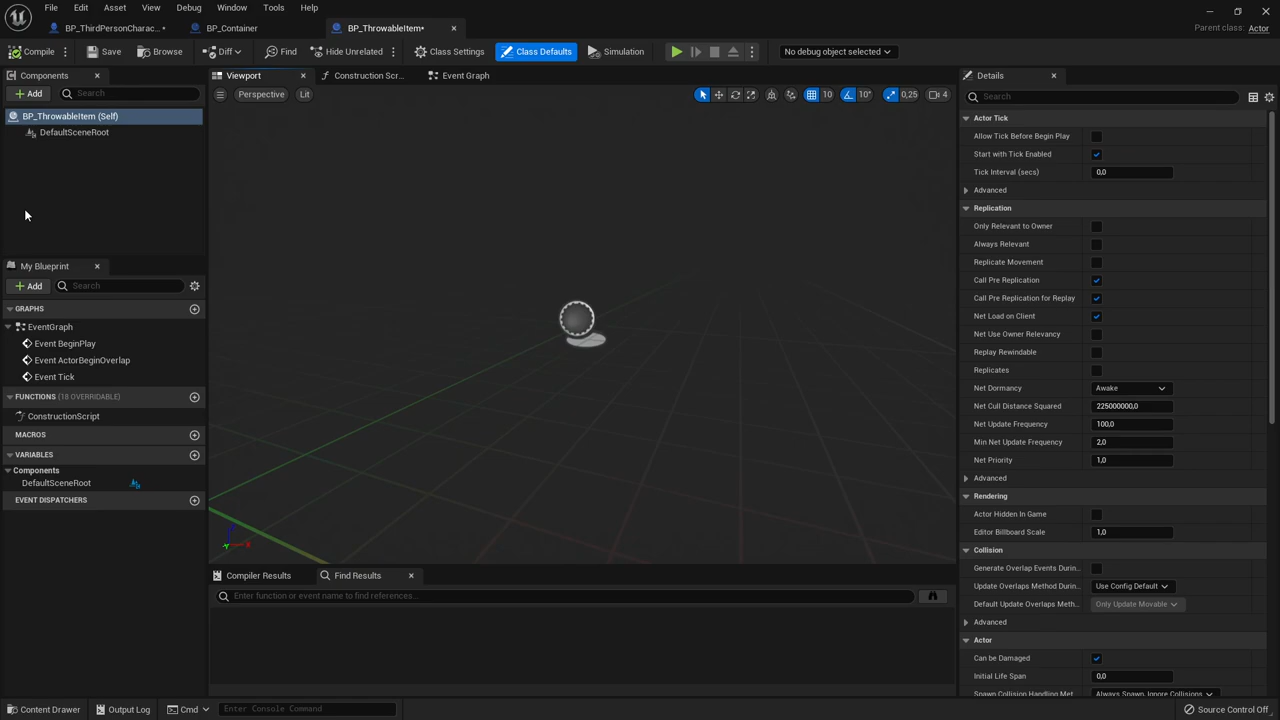 File Edit Asset View Debug Window Tools Help
BP_ThirdPersonCharac... • BP_Container BP_ThrowableItem•
Parent class: Actor
Compile Save Browse Diff Find Hide Unrelated Class Settings Class Defaults Simulation No debug object selected
Components Viewport Construction Scr... Event Graph Details
Add Search Perspective Lit 10 10° 0,25 4 Search
BP_ThrowableItem (Self)
DefaultSceneRoot
My Blueprint
Add Search
GRAPHS
EventGraph
Event BeginPlay
Event ActorBeginOverlap
Event Tick
FUNCTIONS (18 OVERRIDABLE)
ConstructionScript
MACROS
VARIABLES
Components
DefaultSceneRoot
EVENT DISPATCHERS
Compiler Results Find Results
Enter function or event name to find references...
Actor Tick
Allow Tick Before Begin Play
Start with Tick Enabled
Tick Interval (secs) 0,0
Advanced
Replication
Only Relevant to Owner
Always Relevant
Replicate Movement
Call Pre Replication
Call Pre Replication for Replay
Net Load on Client
Net Use Owner Relevancy
Replay Rewindable
Replicates
Net Dormancy Awake
Net Cull Distance Squared 225000000,0
Net Update Frequency 100,0
Min Net Update Frequency 2,0
Net Priority 1,0
Advanced
Rendering
Actor Hidden In Game
Editor Billboard Scale 1,0
Collision
Generate Overlap Events Durin...
Update Overlaps Method Durin... Use Config Default
Default Update Overlaps Meth... Only Update Movable
Advanced
Actor
Can be Damaged
Initial Life Span 0,0
Spawn Collision Handling Met... Always Spawn, Ignore Collisions
Content Drawer Output Log Cmd Enter Console Command Source Control Off